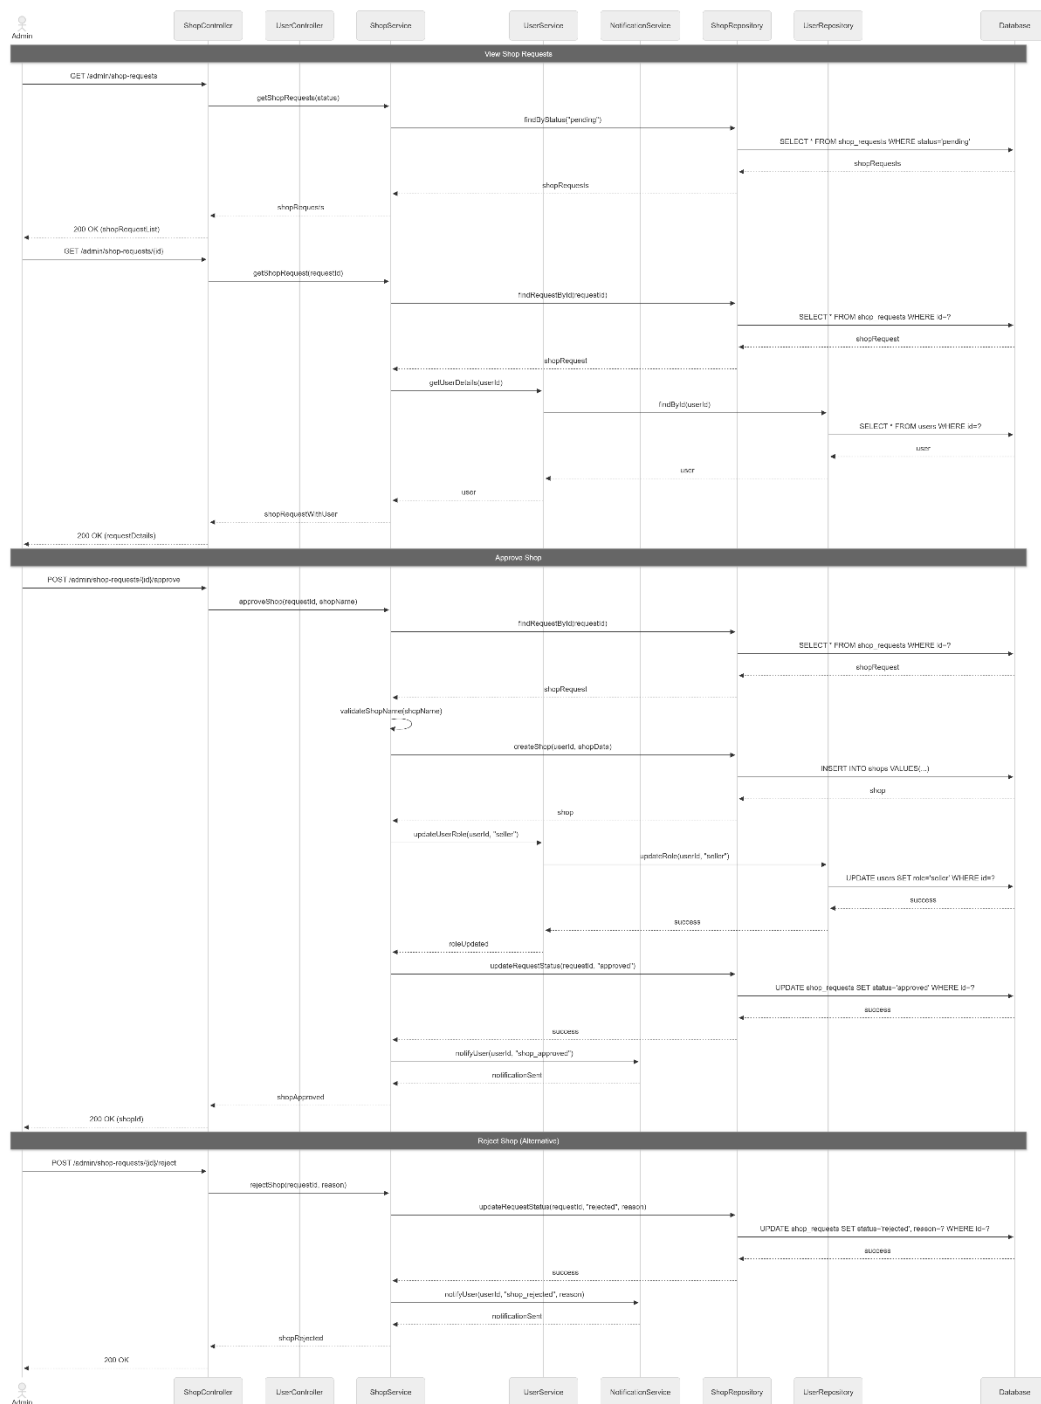 ShopController UserController ShopService UserService NotificationService ShopRepository UserRepository Database
Admin
View Shop Requests
GET /admin/shop-requests
getShopRequests(status)
findByStatus("pending")
SELECT * FROM shop_requests WHERE status='pending'
shopRequests
shopRequests
shopRequests
200 OK (shopRequestList)
GET /admin/shop-requests/{id}
getShopRequest(requestId)
findRequestById(requestId)
SELECT * FROM shop_requests WHERE id=?
shopRequest
shopRequest
getUserDetails(userId)
findById(userId)
SELECT * FROM users WHERE id=?
user
user
user
shopRequestWithUser
200 OK (requestDetails)
Approve Shop
POST /admin/shop-requests/{id}/approve
approveShop(requestId, shopName)
findRequestById(requestId)
SELECT * FROM shop_requests WHERE id=?
shopRequest
shopRequest
validateShopName(shopName)
createShop(userId, shopData)
INSERT INTO shops VALUES(...)
shop
shop
updateUserRole(userId, "seller")
updateRole(userId, "seller")
UPDATE users SET role='seller' WHERE id=?
success
success
roleUpdated
updateRequestStatus(requestId, "approved")
UPDATE shop_requests SET status='approved' WHERE id=?
success
success
notifyUser(userId, "shop_approved")
notificationSent
shopApproved
200 OK (shopId)
Reject Shop (Alternative)
POST /admin/shop-requests/{id}/reject
rejectShop(requestId, reason)
updateRequestStatus(requestId, "rejected", reason)
UPDATE shop_requests SET status='rejected', reason=? WHERE id=?
success
success
notifyUser(userId, "shop_rejected", reason)
notificationSent
shopRejected
200 OK
ShopController UserController ShopService UserService NotificationService ShopRepository UserRepository Database
Admin